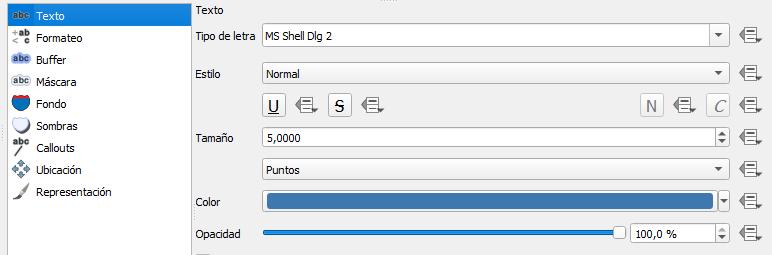 abc Texto
+ab < c Formateo
abc Buffer
abc Máscara
Fondo
Sombras
abc Callouts
Ubicación
Representación
Texto
Tipo de letra MS Shell Dlg 2
Estilo Normal
U S N C
Tamaño 5,0000
Puntos
Color
Opacidad 100,0 %